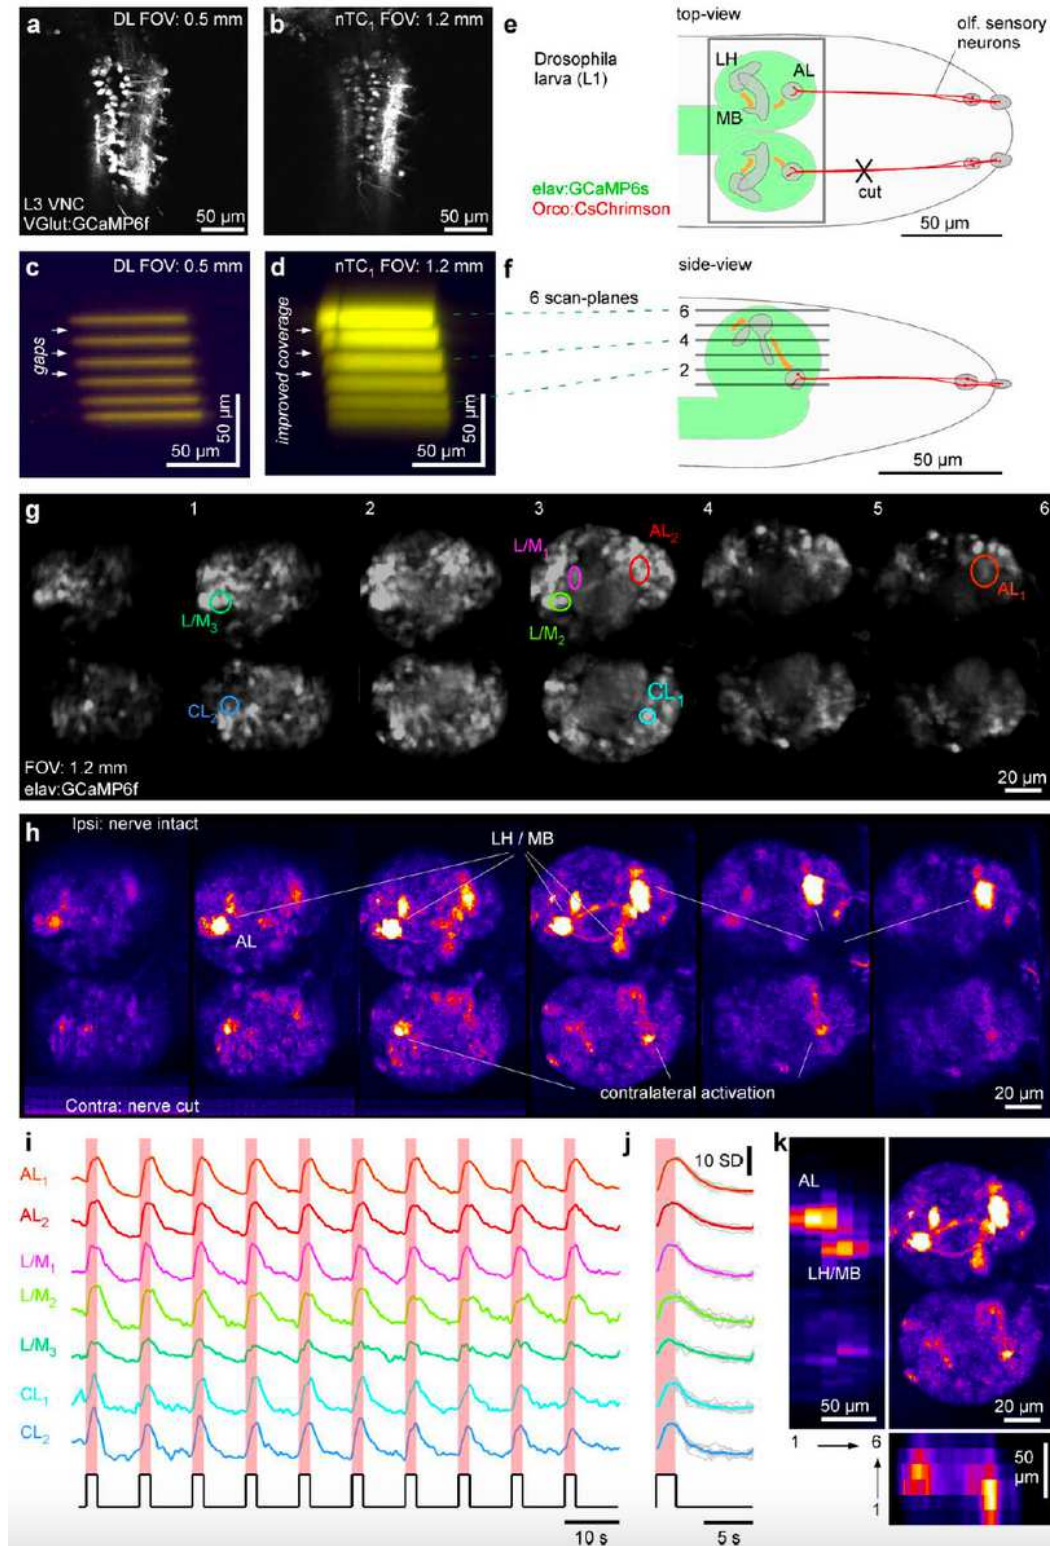 a
DL FOV: 0.5 mm
L3 VNC
VGlut:GCaMP6f
50 µm
b
nTC₁ FOV: 1.2 mm
50 µm
c
DL FOV: 0.5 mm
gaps
50 µm
50 µm
d
nTC₁ FOV: 1.2 mm
improved coverage
50 µm
50 µm
e
top-view
Drosophila
larva (L1)
olf. sensory
neurons
LH
AL
MB
elav:GCaMP6s
Orco:CsChrimson
cut
50 µm
f
side-view
6 scan-planes
6
4
2
50 µm
g
1
2
3
4
5
6
L/M₁
AL₂
AL₁
L/M₃
L/M₂
CL₂
CL₁
FOV: 1.2 mm
elav:GCaMP6f
20 µm
h
Ipsi: nerve intact
LH / MB
AL
contralateral activation
Contra: nerve cut
20 µm
i
AL₁
AL₂
L/M₁
L/M₂
L/M₃
CL₁
CL₂
10 s
j
10 SD
5 s
k
AL
LH/MB
50 µm
20 µm
1
6
50
µm
1